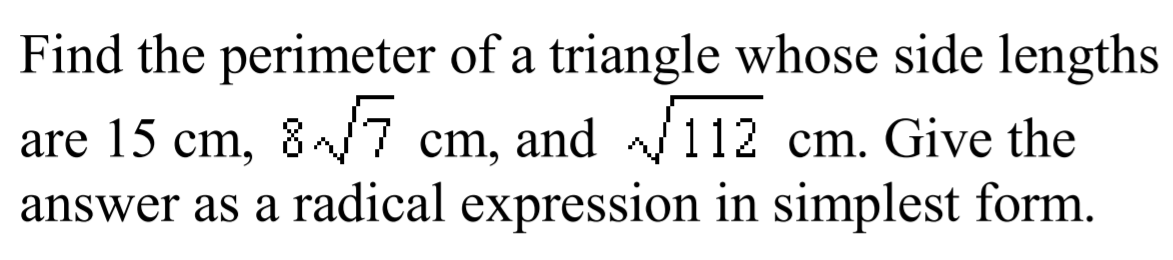 Find the perimeter of a triangle whose side lengths
are 15 cm, 8√7 cm, and √112 cm. Give the
answer as a radical expression in simplest form.